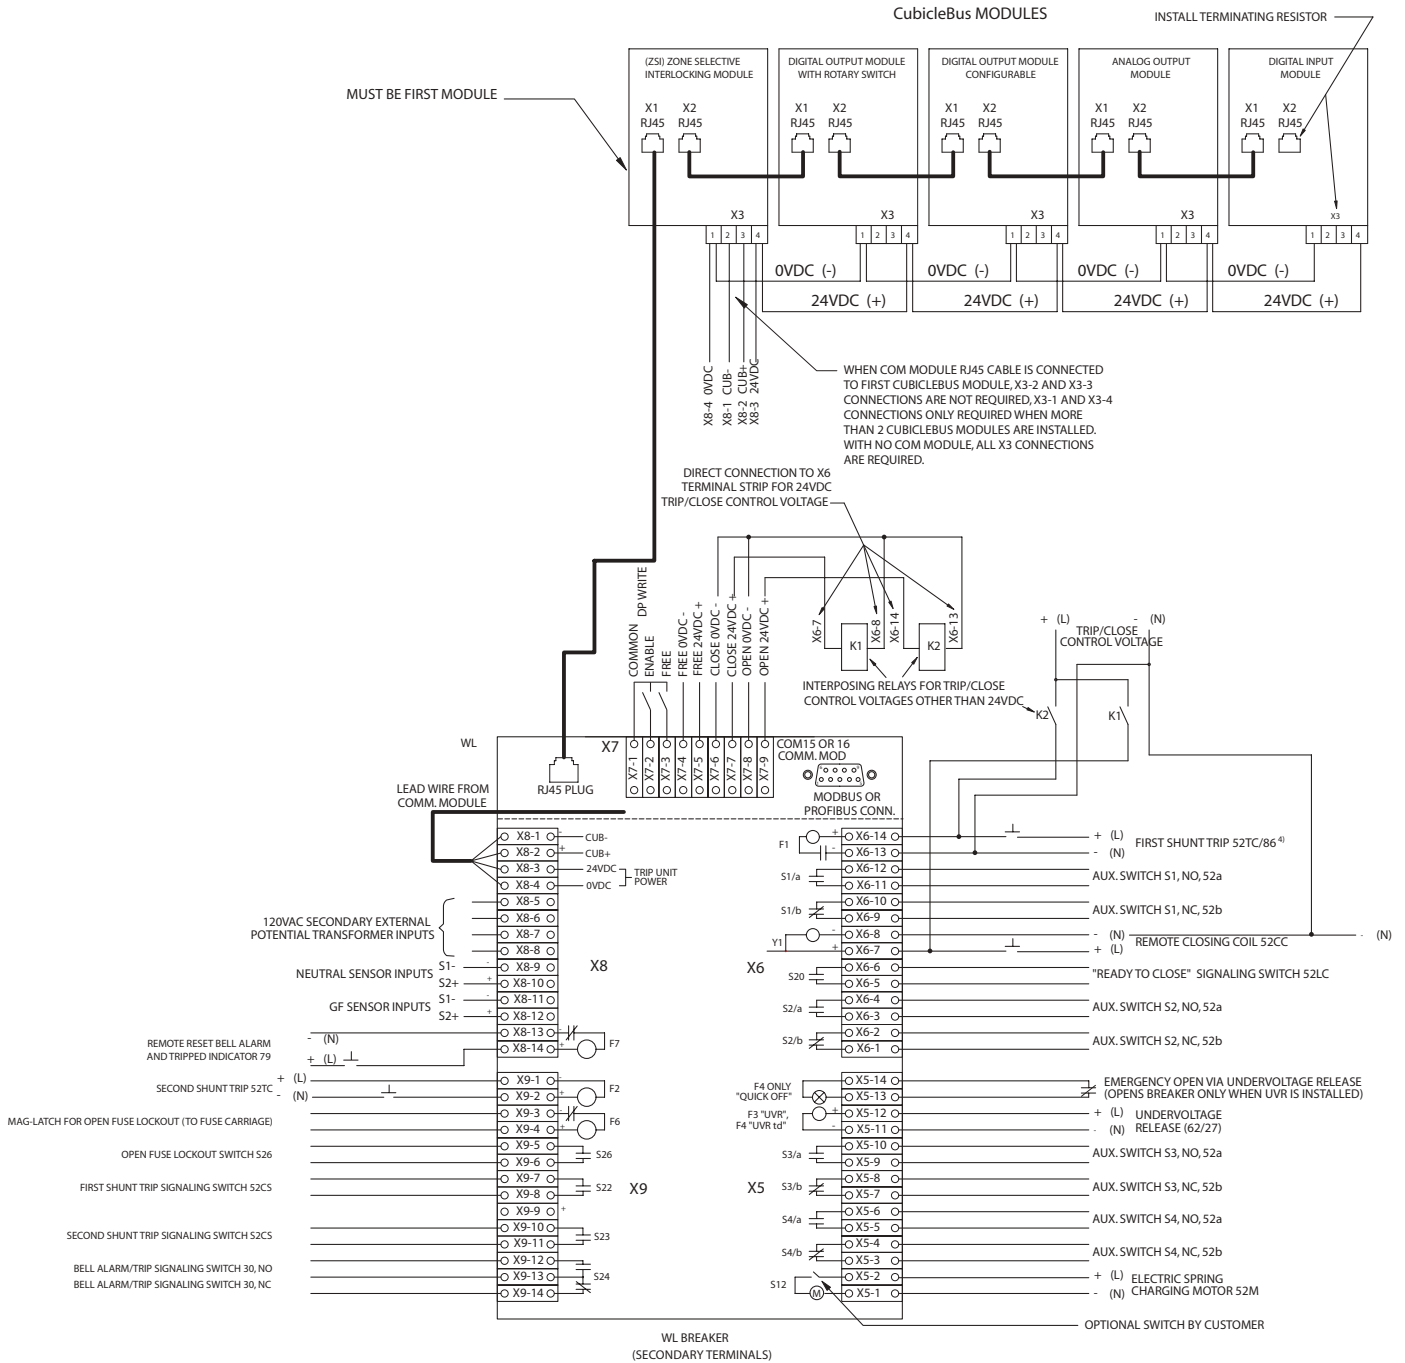 CubicleBus MODULES
INSTALL TERMINATING RESISTOR
MUST BE FIRST MODULE
(ZSI) ZONE SELECTIVE
INTERLOCKING MODULE
X1 X2
RJ45 RJ45
X3
1 2 3 4
DIGITAL OUTPUT MODULE
WITH ROTARY SWITCH
X1 X2
RJ45 RJ45
X3
1 2 3 4
DIGITAL OUTPUT MODULE
CONFIGURABLE
X1 X2
RJ45 RJ45
X3
1 2 3 4
ANALOG OUTPUT
MODULE
X1 X2
RJ45 RJ45
X3
1 2 3 4
DIGITAL INPUT
MODULE
X1 X2
RJ45 RJ45
X3
1 2 3 4
0VDC (-) 0VDC (-) 0VDC (-) 0VDC (-)
24VDC (+) 24VDC (+) 24VDC (+) 24VDC (+)
X8-4 0VDC
X8-1 CUB-
X8-2 CUB+
X8-3 24VDC
WHEN COM MODULE RJ45 CABLE IS CONNECTED
TO FIRST CUBICLEBUS MODULE, X3-2 AND X3-3
CONNECTIONS ARE NOT REQUIRED, X3-1 AND X3-4
CONNECTIONS ONLY REQUIRED WHEN MORE
THAN 2 CUBICLEBUS MODULES ARE INSTALLED.
WITH NO COM MODULE, ALL X3 CONNECTIONS
ARE REQUIRED.
DIRECT CONNECTION TO X6
TERMINAL STRIP FOR 24VDC
TRIP/CLOSE CONTROL VOLTAGE
COMMON
ENABLE
DP WRITE
FREE
FREE 0VDC -
FREE 24VDC +
CLOSE 0VDC -
CLOSE 24VDC +
OPEN 0VDC -
OPEN 24VDC +
X6-7
K1
X6-8
X6-14
K2
X6-13
INTERPOSING RELAYS FOR TRIP/CLOSE
CONTROL VOLTAGES OTHER THAN 24VDC
+ (L) - (N)
TRIP/CLOSE
CONTROL VOLTAGE
K2 K1
WL
X7
X7-1
X7-2
X7-3
X7-4
X7-5
X7-6
X7-7
X7-8
X7-9
COM15 OR 16
COMM. MOD
MODBUS OR
PROFIBUS CONN.
RJ45 PLUG
LEAD WIRE FROM
COMM. MODULE
X8-1 - CUB-
X8-2 + CUB+
X8-3 24VDC
X8-4 0VDC
TRIP UNIT
POWER
X8-5
X8-6
X8-7
X8-8
120VAC SECONDARY EXTERNAL
POTENTIAL TRANSFORMER INPUTS
NEUTRAL SENSOR INPUTS
S1- - X8-9
S2+ + X8-10
GF SENSOR INPUTS
S1- - X8-11
S2+ + X8-12
X8
REMOTE RESET BELL ALARM
AND TRIPPED INDICATOR 79
- (N) X8-13 -
+ (L) X8-14 + F7
SECOND SHUNT TRIP 52TC
+ (L) X9-1 -
- (N) X9-2 + F2
MAG-LATCH FOR OPEN FUSE LOCKOUT (TO FUSE CARRIAGE)
X9-3 -
X9-4 + F6
OPEN FUSE LOCKOUT SWITCH S26
X9-5
X9-6 S26
FIRST SHUNT TRIP SIGNALING SWITCH 52CS
X9-7
X9-8 S22
X9
X9-9 +
SECOND SHUNT TRIP SIGNALING SWITCH S2CS
X9-10
X9-11 S23
BELL ALARM/TRIP SIGNALING SWITCH 30, NO
BELL ALARM/TRIP SIGNALING SWITCH 30, NC
X9-12
X9-13 S24
X9-14
F1 + X6-14 + (L)
- X6-13 - (N)
FIRST SHUNT TRIP 52TC/86 4)
S1/a X6-12
X6-11
AUX. SWITCH S1, NO, 52a
S1/b X6-10
X6-9
AUX. SWITCH S1, NC, 52b
Y1 - X6-8 - (N)
+ X6-7 + (L)
REMOTE CLOSING COIL 52CC
- (N)
X6
S20 X6-6
X6-5
"READY TO CLOSE" SIGNALING SWITCH 52LC
S2/a X6-4
X6-3
AUX. SWITCH S2, NO, 52a
S2/b X6-2
X6-1
AUX. SWITCH S2, NC, 52b
F4 ONLY
"QUICK OFF"
X5-14
X5-13
EMERGENCY OPEN VIA UNDERVOLTAGE RELEASE
(OPENS BREAKER ONLY WHEN UVR IS INSTALLED)
F3 "UVR",
F4 "UVR td"
+ X5-12 + (L)
- X5-11 - (N)
UNDERVOLTAGE
RELEASE (62/27)
S3/a X5-10
X5-9
AUX. SWITCH S3, NO, 52a
X5
S3/b X5-8
X5-7
AUX. SWITCH S3, NC, 52b
S4/a X5-6
X5-5
AUX. SWITCH S4, NO, 52a
S4/b X5-4
X5-3
AUX. SWITCH S4, NC, 52b
S12 X5-2 + (L)
M X5-1 - (N)
ELECTRIC SPRING
CHARGING MOTOR 52M
OPTIONAL SWITCH BY CUSTOMER
WL BREAKER
(SECONDARY TERMINALS)